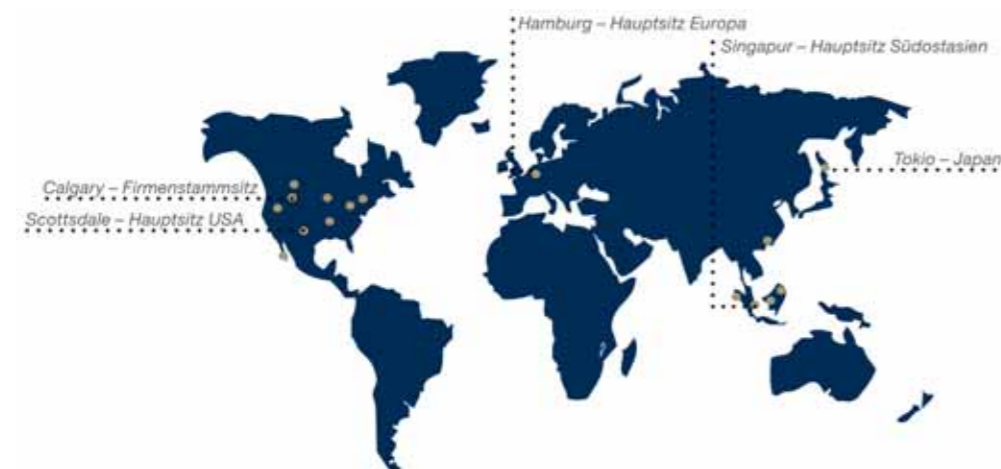 Hamburg – Hauptsitz Europa
Singapur – Hauptsitz Südostasien
Tokio – Japan
Calgary – Firmenstammsitz
Scottsdale – Hauptsitz USA